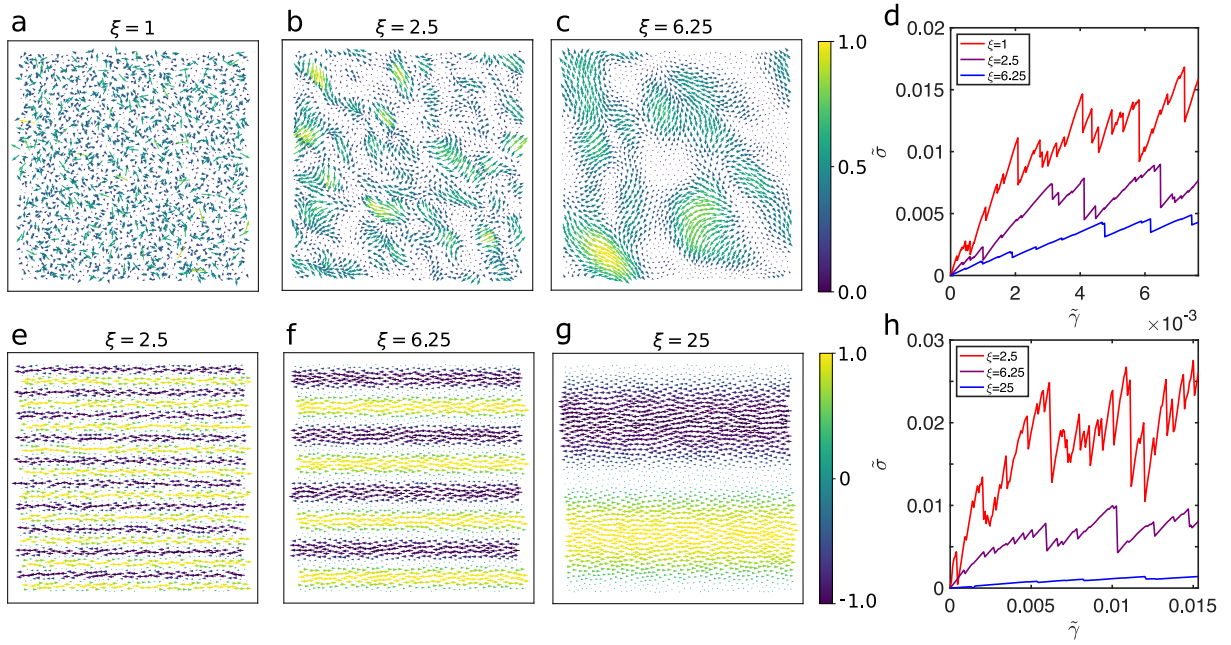 a
ξ = 1
b
ξ = 2.5
c
ξ = 6.25
1.0
0.5
0.0
d
0.02
0.015
0.01
0.005
0
σ̃
ξ=1
ξ=2.5
ξ=6.25
0 2 4 6
γ̃
×10⁻³
e
ξ = 2.5
f
ξ = 6.25
g
ξ = 25
1.0
0
-1.0
h
0.03
0.02
0.01
0
σ̃
ξ=2.5
ξ=6.25
ξ=25
0 0.005 0.01 0.015
γ̃